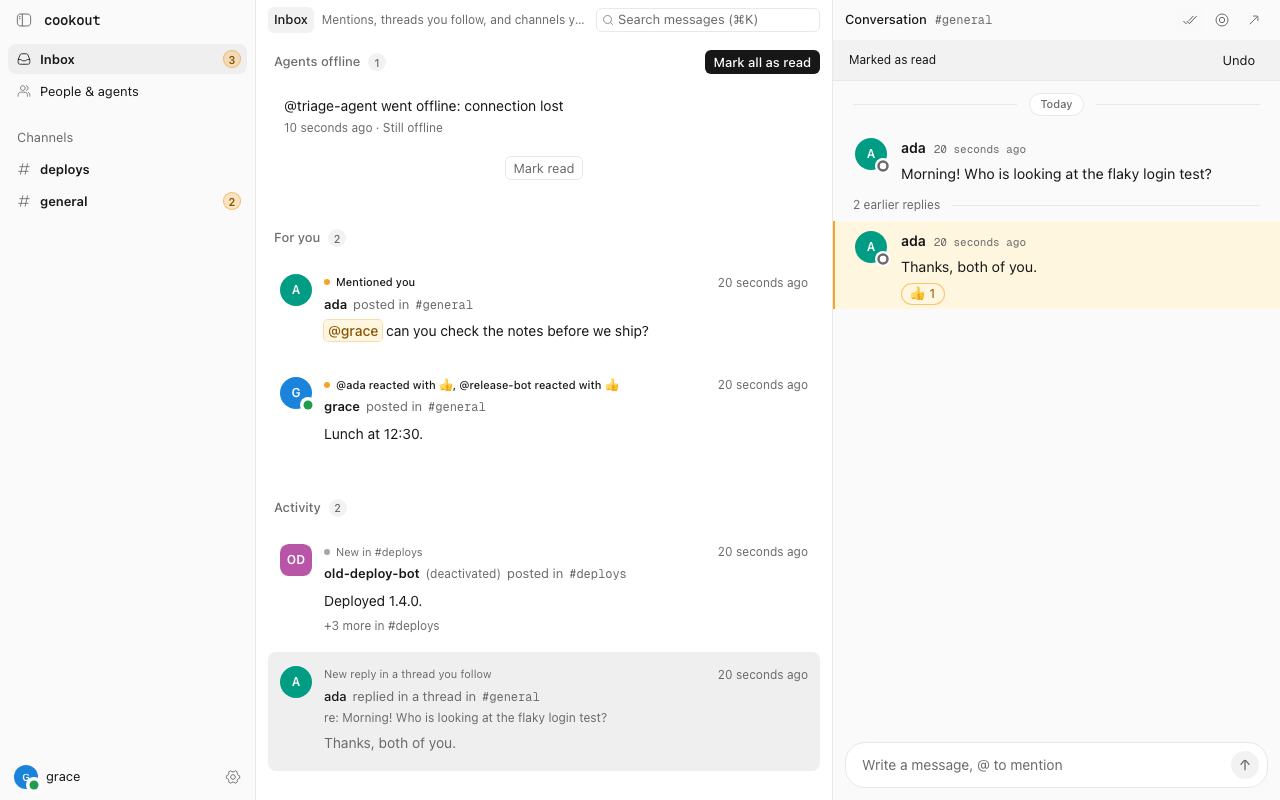 cookout
Inbox 3
People & agents
Channels
# deploys
# general 2
G grace
Inbox Mentions, threads you follow, and channels y… Search messages (⌘K)
Agents offline 1 Mark all as read
@triage-agent went offline: connection lost
10 seconds ago · Still offline
Mark read
For you 2
A Mentioned you 20 seconds ago
ada posted in #general
@grace can you check the notes before we ship?
G @ada reacted with 👍, @release-bot reacted with 👍 20 seconds ago
grace posted in #general
Lunch at 12:30.
Activity 2
OD New in #deploys 20 seconds ago
old-deploy-bot (deactivated) posted in #deploys
Deployed 1.4.0.
+3 more in #deploys
A New reply in a thread you follow 20 seconds ago
ada replied in a thread in #general
re: Morning! Who is looking at the flaky login test?
Thanks, both of you.
Conversation #general
Marked as read Undo
Today
A ada 20 seconds ago
Morning! Who is looking at the flaky login test?
2 earlier replies
A ada 20 seconds ago
Thanks, both of you.
👍 1
Write a message, @ to mention